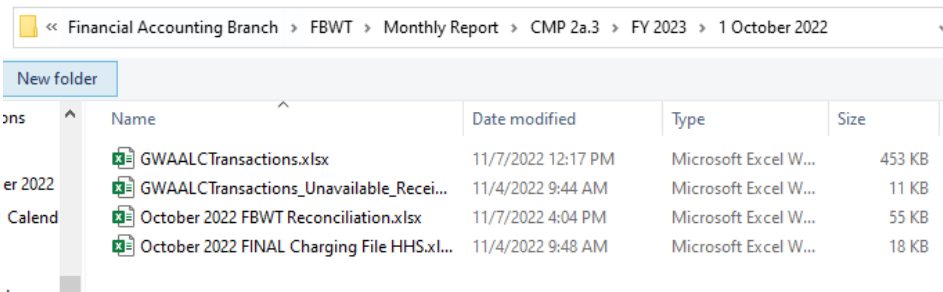 « Financial Accounting Branch › FBWT › Monthly Report › CMP 2a.3 › FY 2023 › 1 October 2022
New folder
ons Name Date modified Type Size
GWAALCTransactions.xlsx 11/7/2022 12:17 PM Microsoft Excel W... 453 KB
er 2022 GWAALCTransactions_Unavailable_Recei... 11/4/2022 9:44 AM Microsoft Excel W... 11 KB
Calend October 2022 FBWT Reconciliation.xlsx 11/7/2022 4:04 PM Microsoft Excel W... 55 KB
October 2022 FINAL Charging File HHS.xl... 11/4/2022 9:48 AM Microsoft Excel W... 18 KB